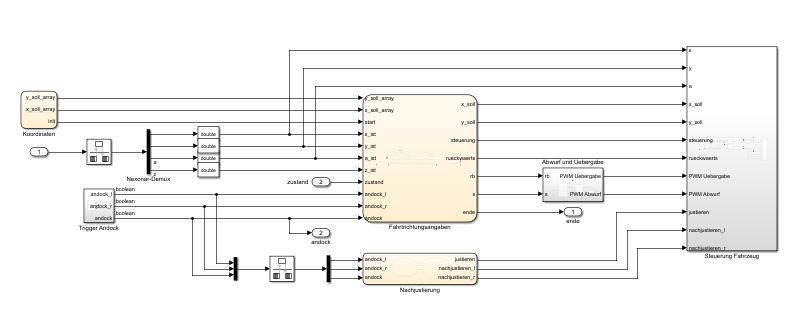 y_soll_array
x_soll_array
init
Koordinaten
1
Nexonar-Demux
a
z
double
double
double
double
zustand
2
boolean
boolean
boolean
andock_l
andock_r
andock
Trigger Andock
2
andock
y_soll_array
x_soll_array
start
x_ist
y_ist
a_ist
z_ist
zustand
andock_l
andock_r
andock
x_soll
y_soll
steuerung
rueckwaerts
rb
s
ende
Fahrtrichtungsangaben
Abwurf und Uebergabe
rb
s
PWM Uebergabe
PWM Abwurf
1
ende
andock_l
andock_r
andock
justieren
nachjustieren_l
nachjustieren_r
Nachjustierung
x
y
a
x_soll
y_soll
steuerung
rueckwaerts
PWM Uebergabe
PWM Abwurf
justieren
nachjustieren_l
nachjustieren_r
Steuerung Fahrzeug